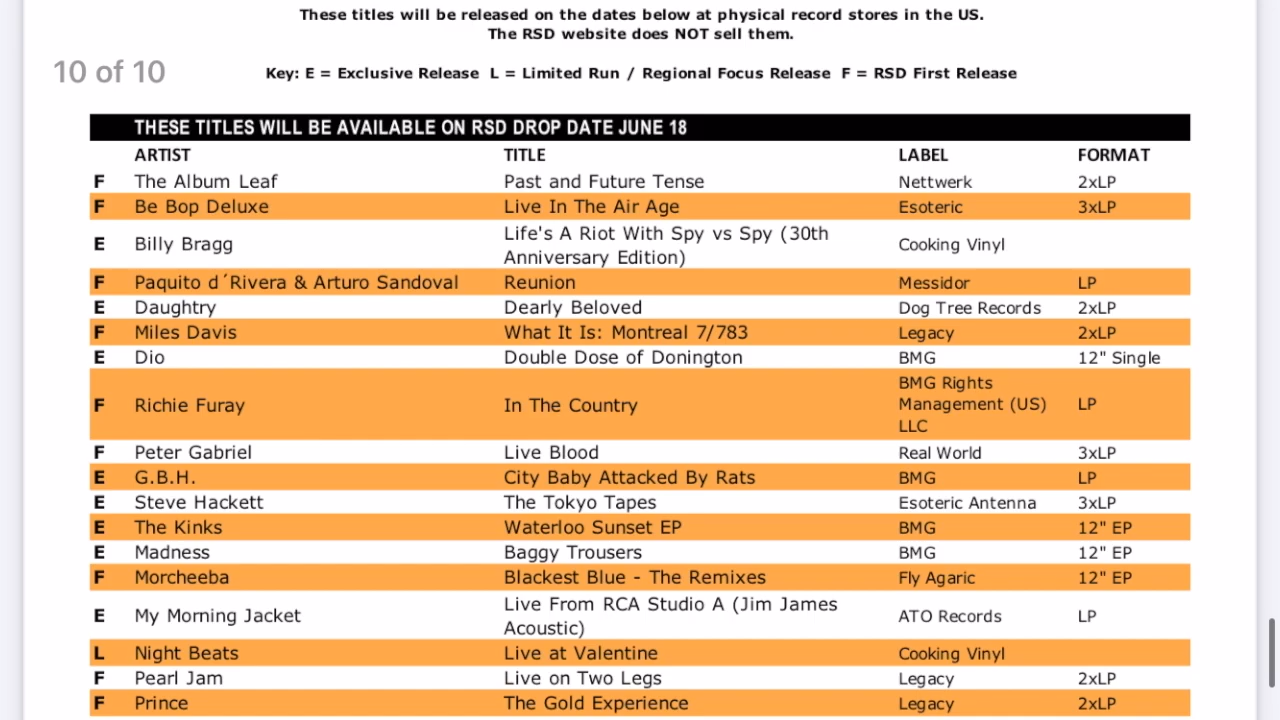 These titles will be released on the dates below at physical record stores in the US.
The RSD website does NOT sell them.
10 of 10
Key: E = Exclusive Release L = Limited Run / Regional Focus Release F = RSD First Release
THESE TITLES WILL BE AVAILABLE ON RSD DROP DATE JUNE 18
ARTIST TITLE LABEL FORMAT
F The Album Leaf Past and Future Tense Nettwerk 2xLP
F Be Bop Deluxe Live In The Air Age Esoteric 3xLP
E Billy Bragg Life's A Riot With Spy vs Spy (30th
Anniversary Edition) Cooking Vinyl
F Paquito d´Rivera & Arturo Sandoval Reunion Messidor LP
E Daughtry Dearly Beloved Dog Tree Records 2xLP
F Miles Davis What It Is: Montreal 7/783 Legacy 2xLP
E Dio Double Dose of Donington BMG 12" Single
F Richie Furay In The Country BMG Rights
Management (US) LP
LLC
F Peter Gabriel Live Blood Real World 3xLP
E G.B.H. City Baby Attacked By Rats BMG LP
E Steve Hackett The Tokyo Tapes Esoteric Antenna 3xLP
E The Kinks Waterloo Sunset EP BMG 12" EP
E Madness Baggy Trousers BMG 12" EP
F Morcheeba Blackest Blue - The Remixes Fly Agaric 12" EP
E My Morning Jacket Live From RCA Studio A (Jim James
Acoustic) ATO Records LP
L Night Beats Live at Valentine Cooking Vinyl
F Pearl Jam Live on Two Legs Legacy 2xLP
F Prince The Gold Experience Legacy 2xLP